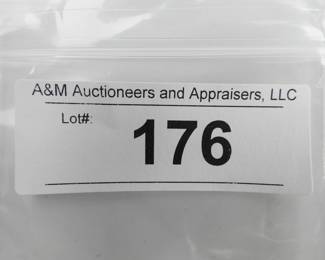 A&M Auctioneers and Appraisers, LLC
Lot#: 176